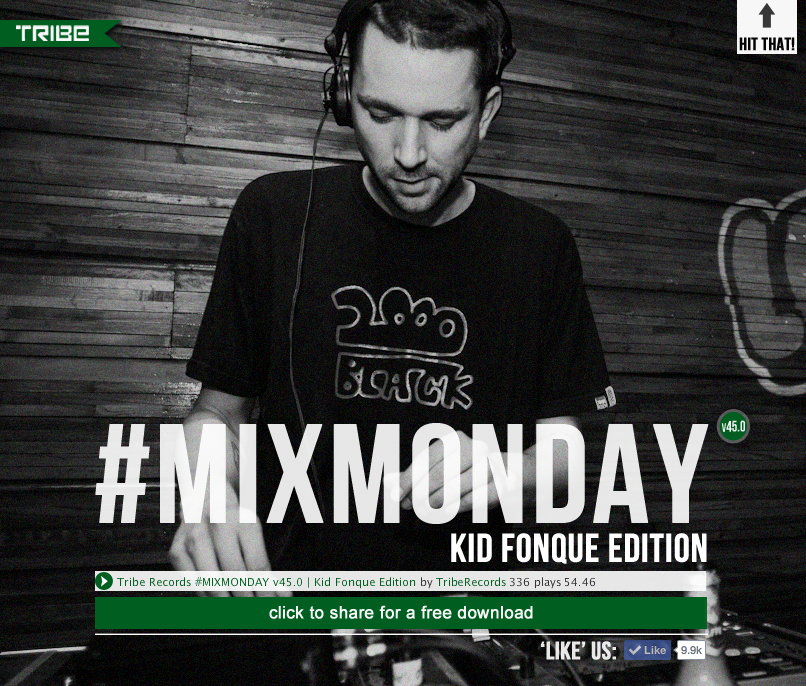 TRIBE
HIT THAT!
2000
BLACK
v45.0
#MIXMONDAY
KID FONQUE EDITION
Tribe Records #MIXMONDAY v45.0 | Kid Fonque Edition by TribeRecords 336 plays 54.46
click to share for a free download
'LIKE' US: Like 9.9k